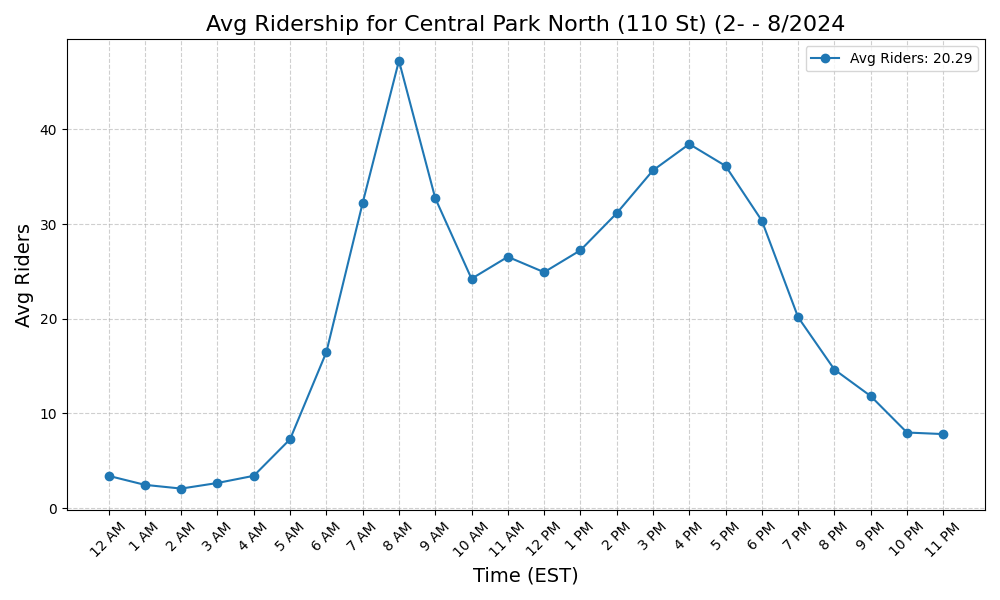 Avg Ridership for Central Park North (110 St) (2- - 8/2024
Avg Riders: 20.29
Avg Riders
40
30
20
10
0
12 AM 1 AM 2 AM 3 AM 4 AM 5 AM 6 AM 7 AM 8 AM 9 AM 10 AM 11 AM 12 PM 1 PM 2 PM 3 PM 4 PM 5 PM 6 PM 7 PM 8 PM 9 PM 10 PM 11 PM
Time (EST)